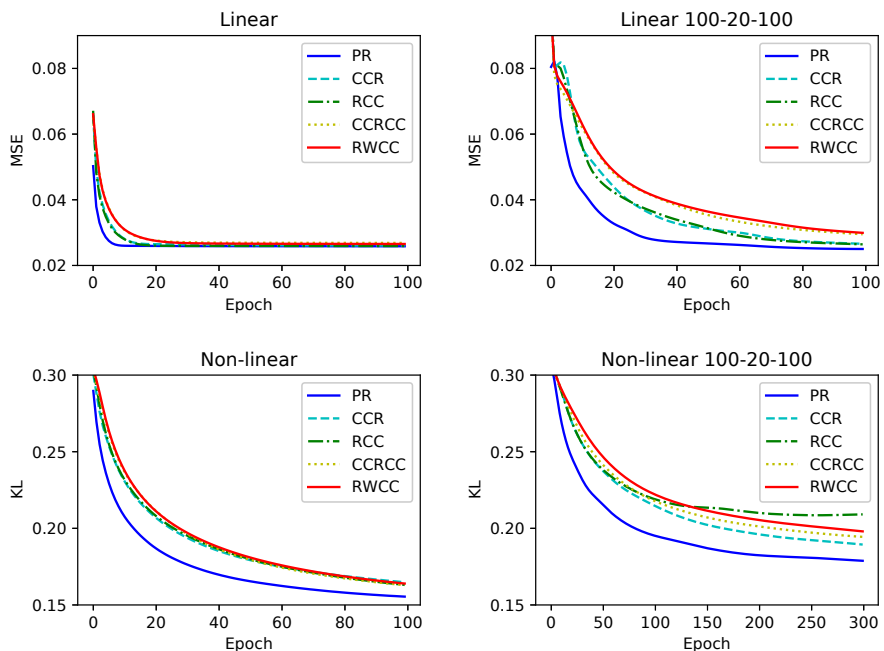 Linear
MSE
0.08
0.06
0.04
0.02
PR
CCR
RCC
CCRCC
RWCC
0 20 40 60 80 100
Epoch
Linear 100-20-100
MSE
0.08
0.06
0.04
0.02
PR
CCR
RCC
CCRCC
RWCC
0 20 40 60 80 100
Epoch
Non-linear
KL
0.30
0.25
0.20
0.15
PR
CCR
RCC
CCRCC
RWCC
0 20 40 60 80 100
Epoch
Non-linear 100-20-100
KL
0.30
0.25
0.20
0.15
PR
CCR
RCC
CCRCC
RWCC
0 50 100 150 200 250 300
Epoch